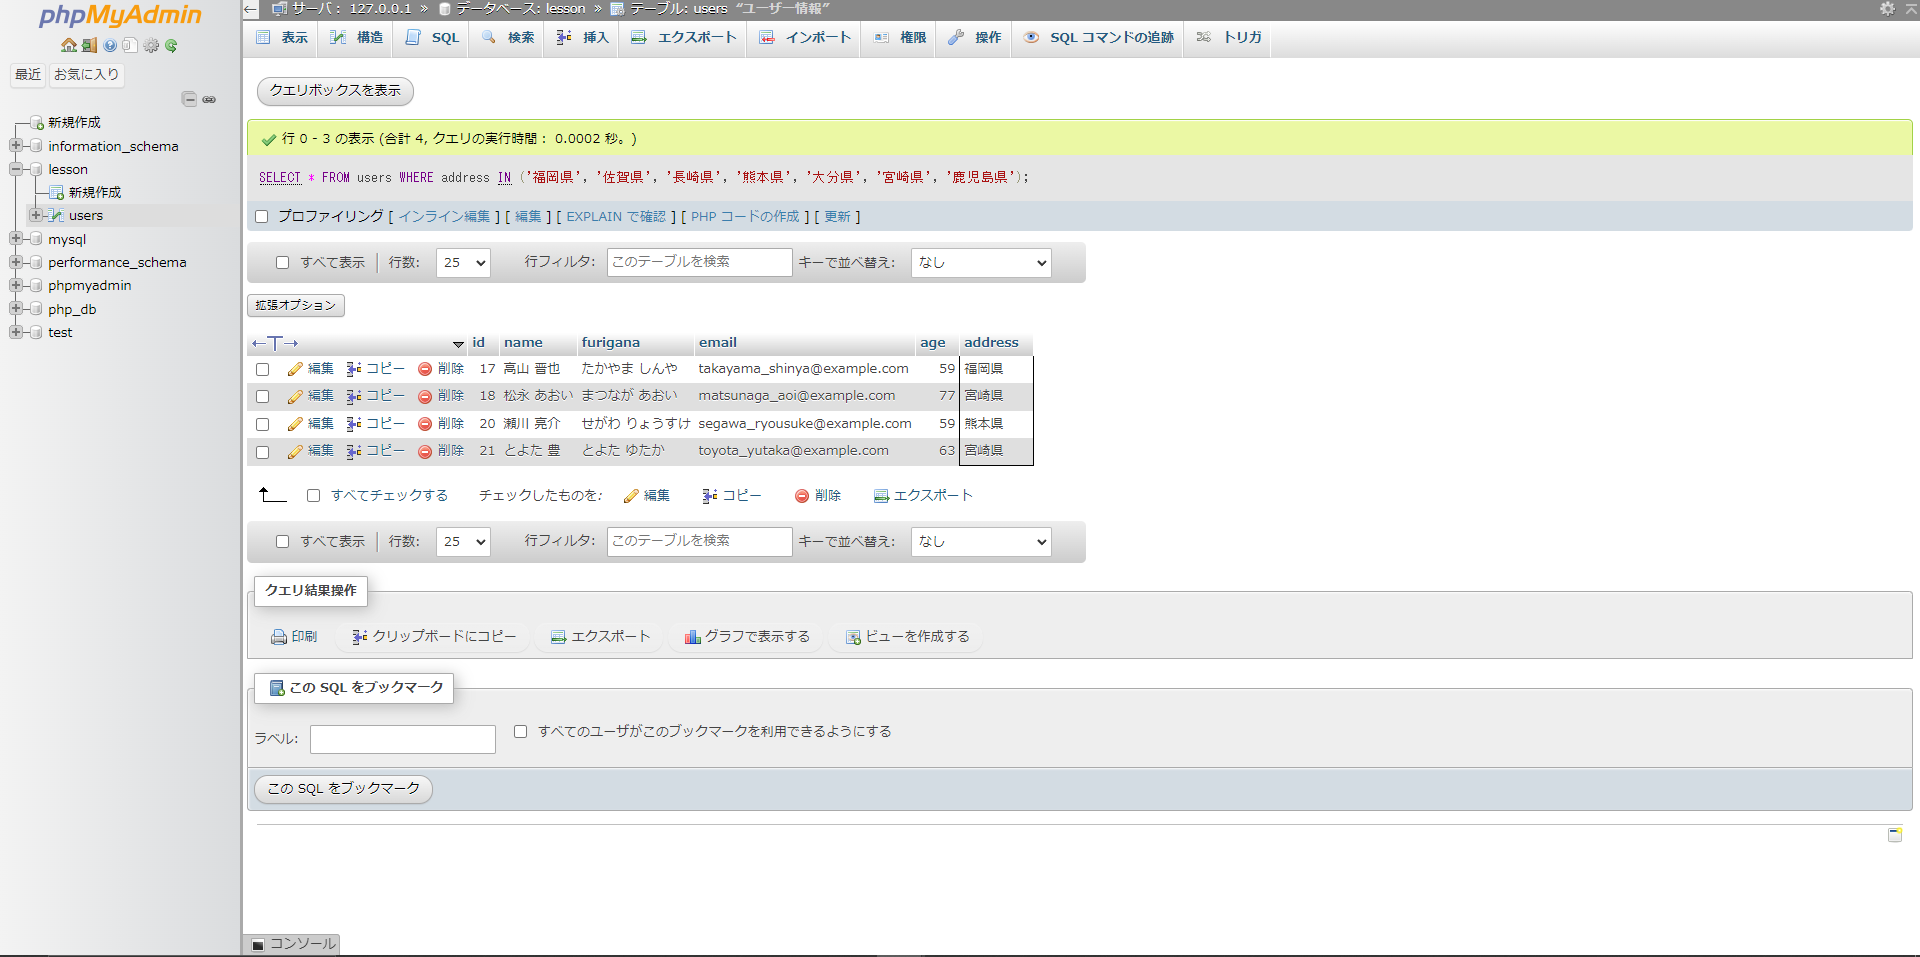 phpMyAdmin
最近 お気に入り
新規作成
information_schema
lesson
新規作成
users
mysql
performance_schema
phpmyadmin
php_db
test
サーバ: 127.0.0.1 » データベース: lesson » テーブル: users “ユーザー情報”
表示 構造 SQL 検索 挿入 エクスポート インポート 権限 操作 SQL コマンドの追跡 トリガ
クエリボックスを表示
行 0 - 3 の表示 (合計 4, クエリの実行時間： 0.0002 秒。)
SELECT * FROM users WHERE address IN ('福岡県', '佐賀県', '長崎県', '熊本県', '大分県', '宮崎県', '鹿児島県');
プロファイリング [ インライン編集 ] [ 編集 ] [ EXPLAIN で確認 ] [ PHP コードの作成 ] [ 更新 ]
すべて表示 行数: 25 行フィルタ: このテーブルを検索 キーで並べ替え: なし
拡張オプション
←T→ id name furigana email age address
編集 コピー 削除 17 高山 晋也 たかやま しんや takayama_shinya@example.com 59 福岡県
編集 コピー 削除 18 松永 あおい まつなが あおい matsunaga_aoi@example.com 77 宮崎県
編集 コピー 削除 20 瀬川 亮介 せがわ りょうすけ segawa_ryousuke@example.com 59 熊本県
編集 コピー 削除 21 とよた 豊 とよた ゆたか toyota_yutaka@example.com 63 宮崎県
すべてチェックする チェックしたものを: 編集 コピー 削除 エクスポート
すべて表示 行数: 25 行フィルタ: このテーブルを検索 キーで並べ替え: なし
クエリ結果操作
印刷 クリップボードにコピー エクスポート グラフで表示する ビューを作成する
この SQL をブックマーク
ラベル: すべてのユーザがこのブックマークを利用できるようにする
この SQL をブックマーク
コンソール